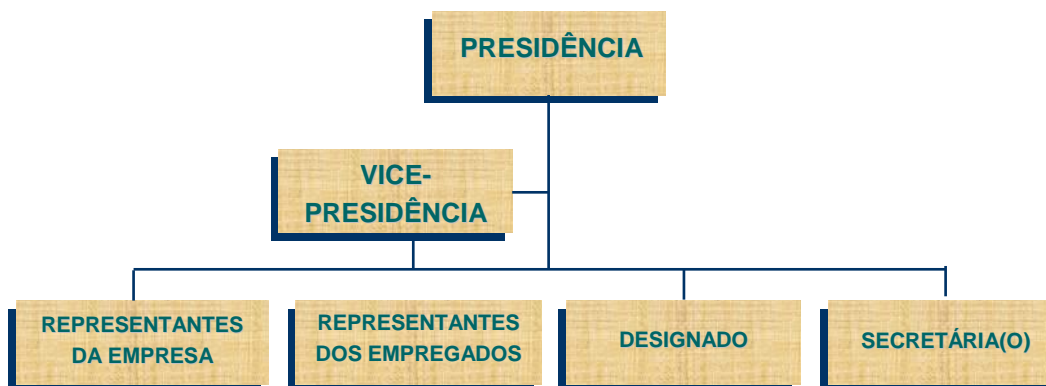 PRESIDÊNCIA
VICE-
PRESIDÊNCIA
REPRESENTANTES
DA EMPRESA
REPRESENTANTES
DOS EMPREGADOS
DESIGNADO
SECRETÁRIA(O)